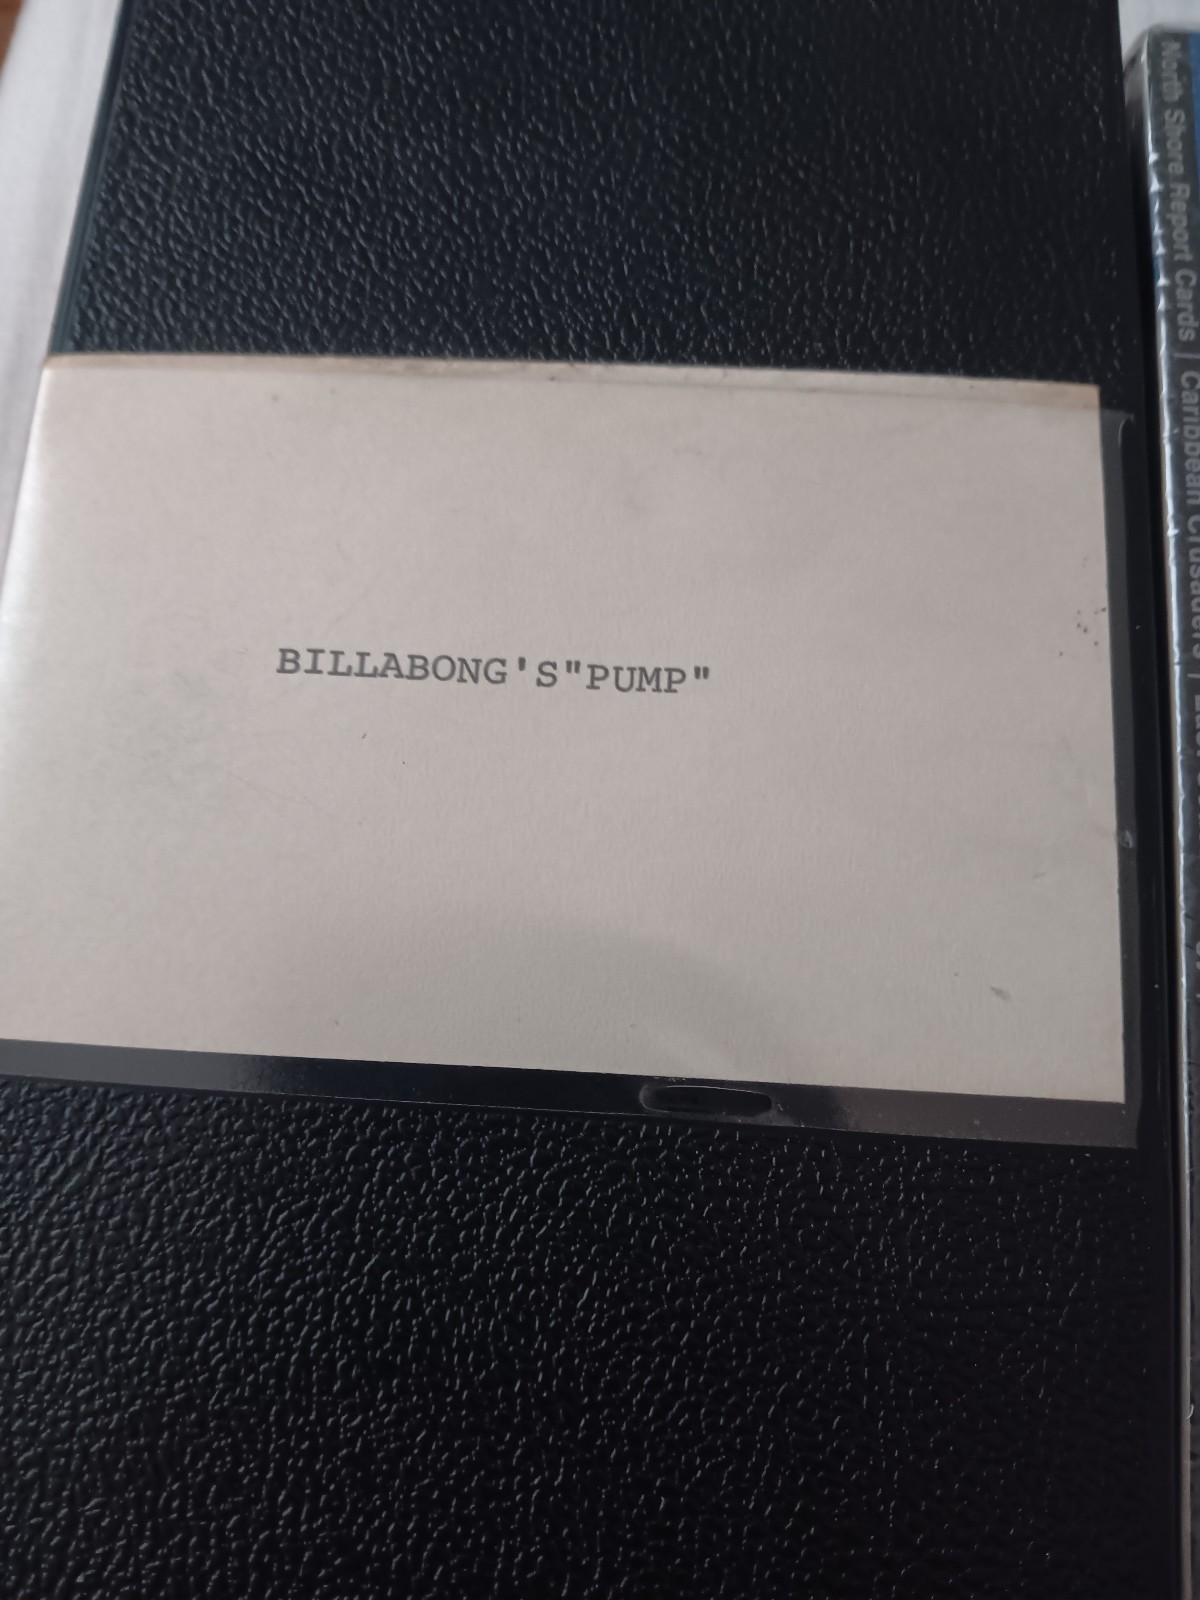 BILLABONG'S"PUMP"
North Shore Report Cards | Caribbean Crusaders |